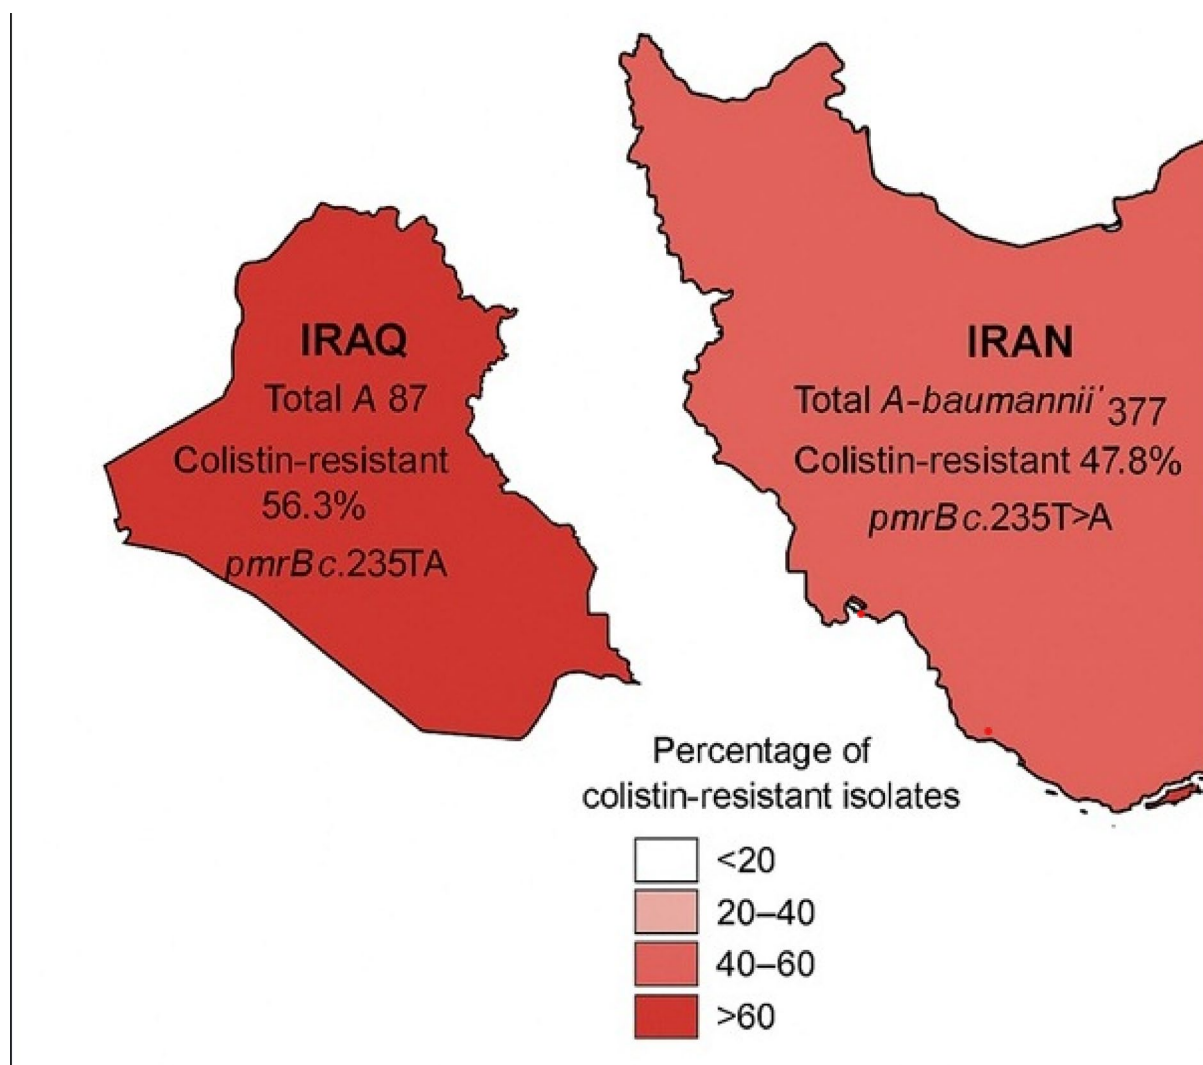 IRAQ
Total A 87
Colistin-resistant
56.3%
pmrB c.235TA
IRAN
Total A-baumannii' 377
Colistin-resistant 47.8%
pmrB c.235T>A
Percentage of
colistin-resistant isolates
<20
20–40
40–60
>60